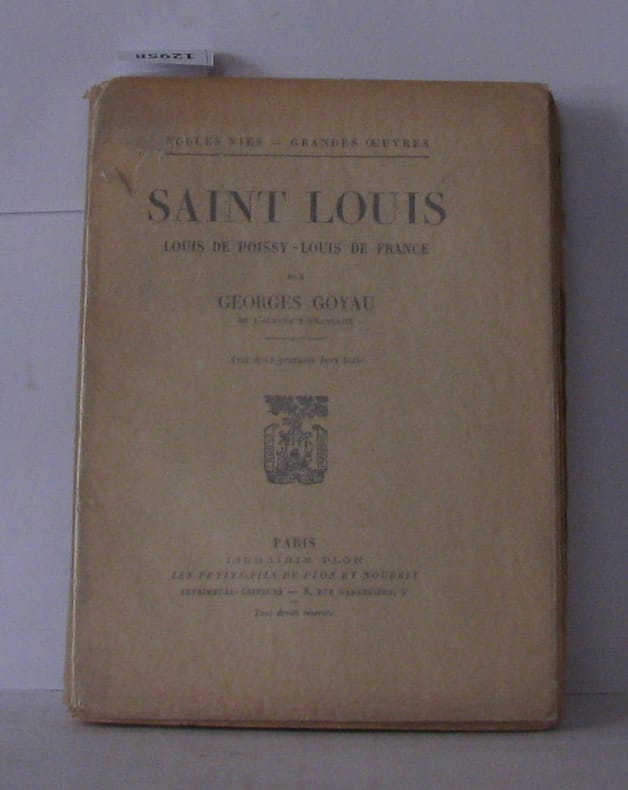 12958
NOBLES VIES — GRANDES ŒUVRES
SAINT LOUIS
LOUIS DE POISSY - LOUIS DE FRANCE
PAR
GEORGES GOYAU
DE L'ACADÉMIE FRANÇAISE
Avec deux gravures hors texte
PARIS
LIBRAIRIE PLON
LES PETITS-FILS DE PLON ET NOURRIT
IMPRIMEURS-ÉDITEURS — 8, RUE GARANCIÈRE, 6e
Tous droits réservés